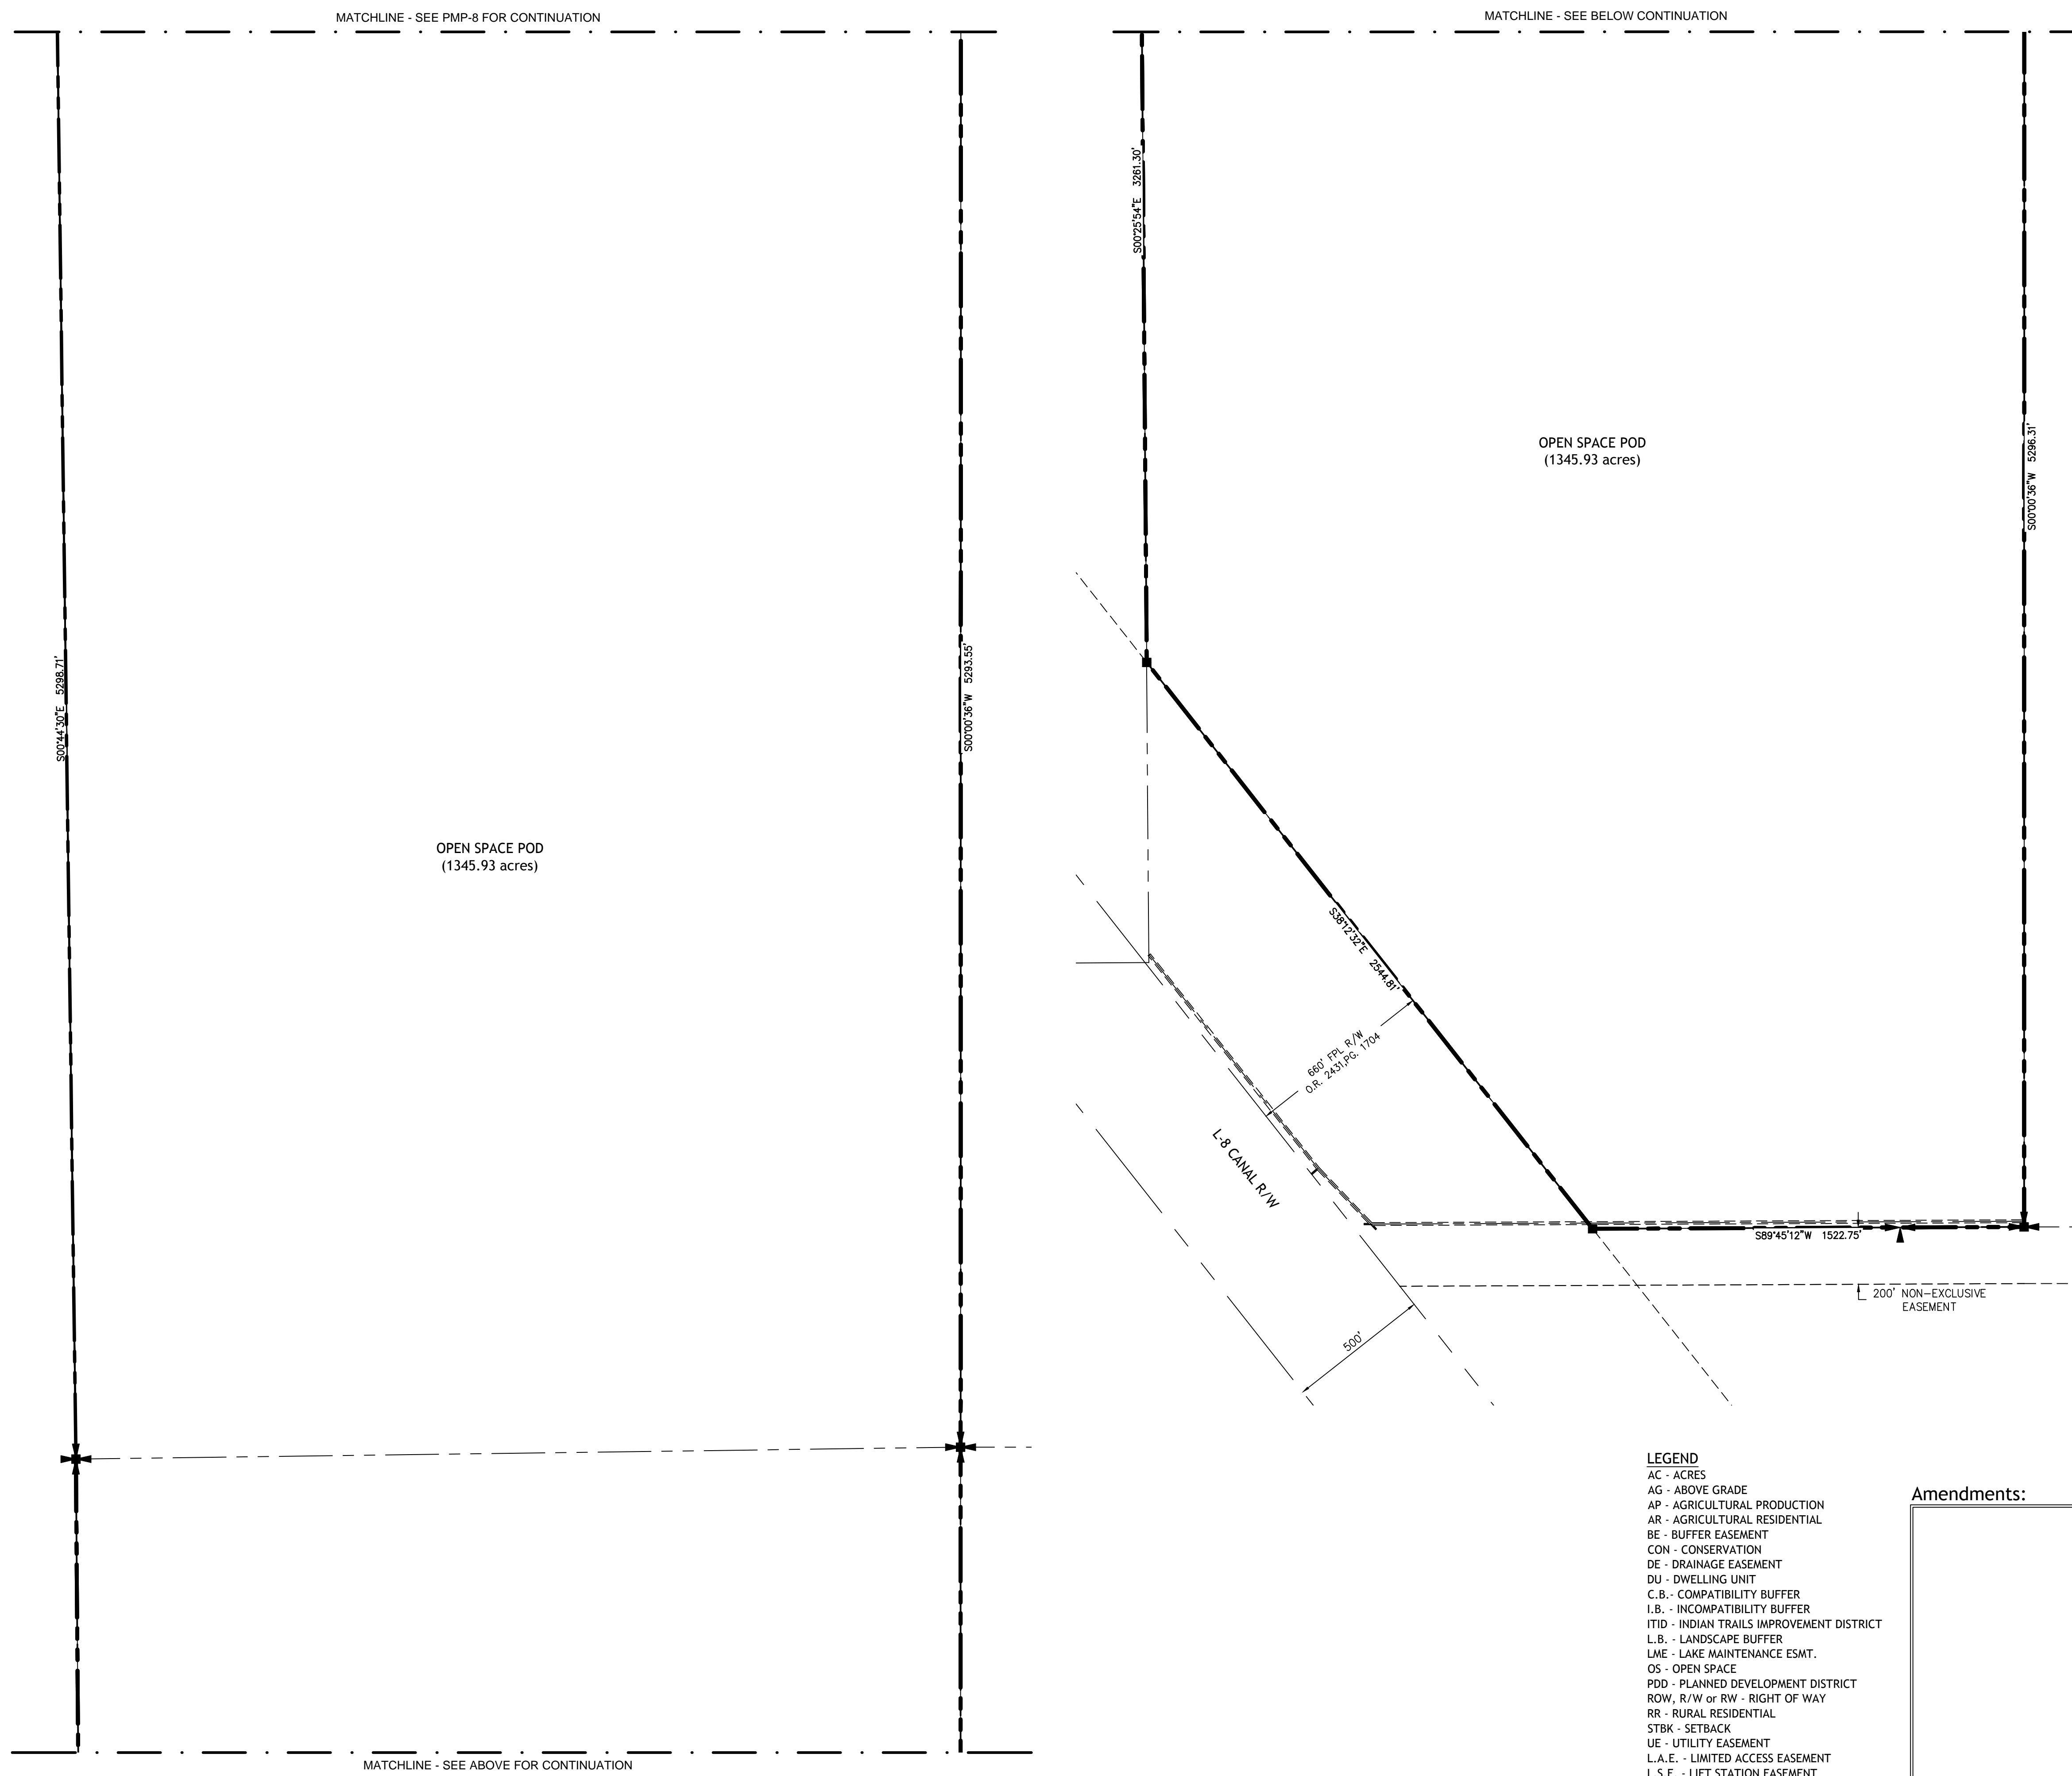 MATCHLINE - SEE PMP-8 FOR CONTINUATION
S00°44'30"E 5298.71'
S00°00'36"W 5293.55'
OPEN SPACE POD
(1345.93 acres)
MATCHLINE - SEE ABOVE FOR CONTINUATION
MATCHLINE - SEE BELOW CONTINUATION
S00°25'54"E 3261.30'
OPEN SPACE POD
(1345.93 acres)
S00°00'36"W 5296.31'
S38°12'32"E 2544.81'
660' FPL R/W
O.R. 2431,PG. 1704
L-8 CANAL R/W
S89°45'12"W 1522.75'
200' NON-EXCLUSIVE
EASEMENT
500'
LEGEND
AC - ACRES
AG - ABOVE GRADE
AP - AGRICULTURAL PRODUCTION
AR - AGRICULTURAL RESIDENTIAL
BE - BUFFER EASEMENT
CON - CONSERVATION
DE - DRAINAGE EASEMENT
DU - DWELLING UNIT
C.B.- COMPATIBILITY BUFFER
I.B. - INCOMPATIBILITY BUFFER
ITID - INDIAN TRAILS IMPROVEMENT DISTRICT
L.B. - LANDSCAPE BUFFER
LME - LAKE MAINTENANCE ESMT.
OS - OPEN SPACE
PDD - PLANNED DEVELOPMENT DISTRICT
ROW, R/W or RW - RIGHT OF WAY
RR - RURAL RESIDENTIAL
STBK - SETBACK
UE - UTILITY EASEMENT
L.A.E. - LIMITED ACCESS EASEMENT
L.S.E. - LIFT STATION EASEMENT
Amendments: